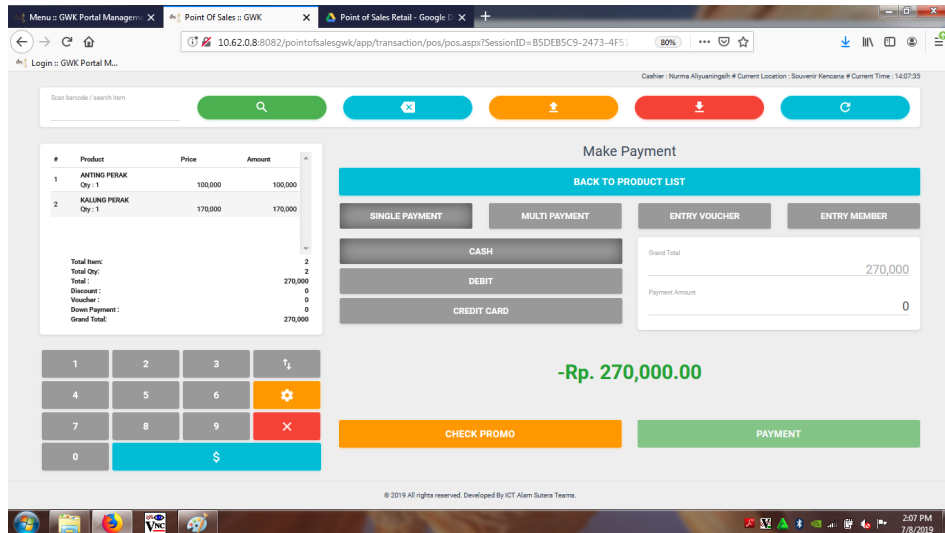 Menu :: GWK Portal Managem
Point Of Sales :: GWK
Point of Sales Retail - Google D
10.62.0.8:8082/pointofsalesgwk/app/transaction/pos/pos.aspx?SessionID=B5DEB5C9-2473-4F51
80%
Login :: GWK Portal M...
Cashier : Nurma Aliyuaningsih # Current Location : Souvenir Kencana # Current Time : 14:07:35
Scan barcode / search item
Make Payment
# Product Price Amount
1 ANTING PERAK
Qty : 1 100,000 100,000
2 KALUNG PERAK
Qty : 1 170,000 170,000
Total Item: 2
Total Qty: 2
Total : 270,000
Discount : 0
Voucher : 0
Down Payment : 0
Grand Total: 270,000
BACK TO PRODUCT LIST
SINGLE PAYMENT MULTI PAYMENT ENTRY VOUCHER ENTRY MEMBER
CASH
DEBIT
CREDIT CARD
Grand Total
270,000
Payment Amount
0
1 2 3
4 5 6
7 8 9
0 $
-Rp. 270,000.00
CHECK PROMO PAYMENT
© 2019 All rights reserved. Developed By ICT Alam Sutera Teams.
VNC
2:07 PM
7/8/2019